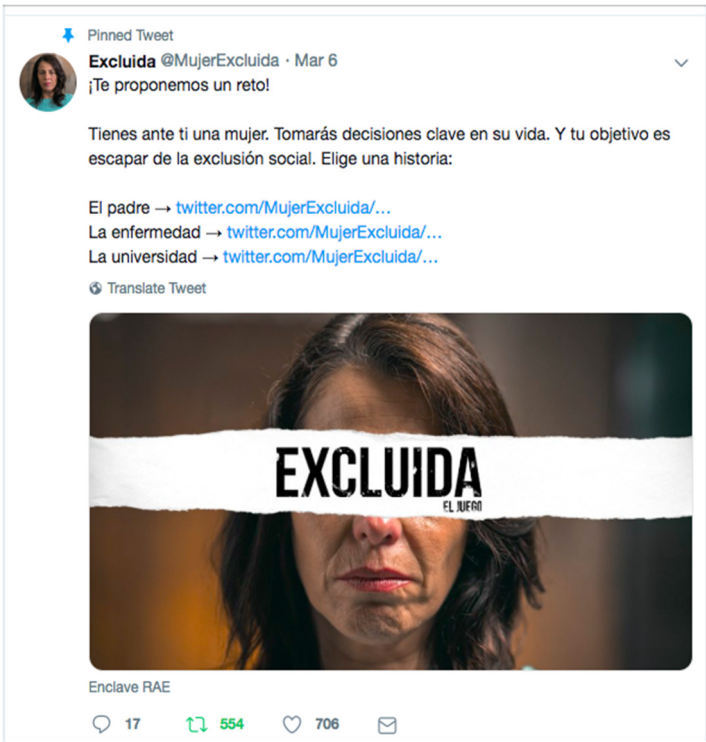 Pinned Tweet
Excluida @MujerExcluida · Mar 6
¡Te proponemos un reto!
Tienes ante ti una mujer. Tomarás decisiones clave en su vida. Y tu objetivo es
escapar de la exclusión social. Elige una historia:
El padre → twitter.com/MujerExcluida/...
La enfermedad → twitter.com/MujerExcluida/...
La universidad → twitter.com/MujerExcluida/...
Translate Tweet
EXCLUIDA
EL JUEGO
Enclave RAE
17 554 706